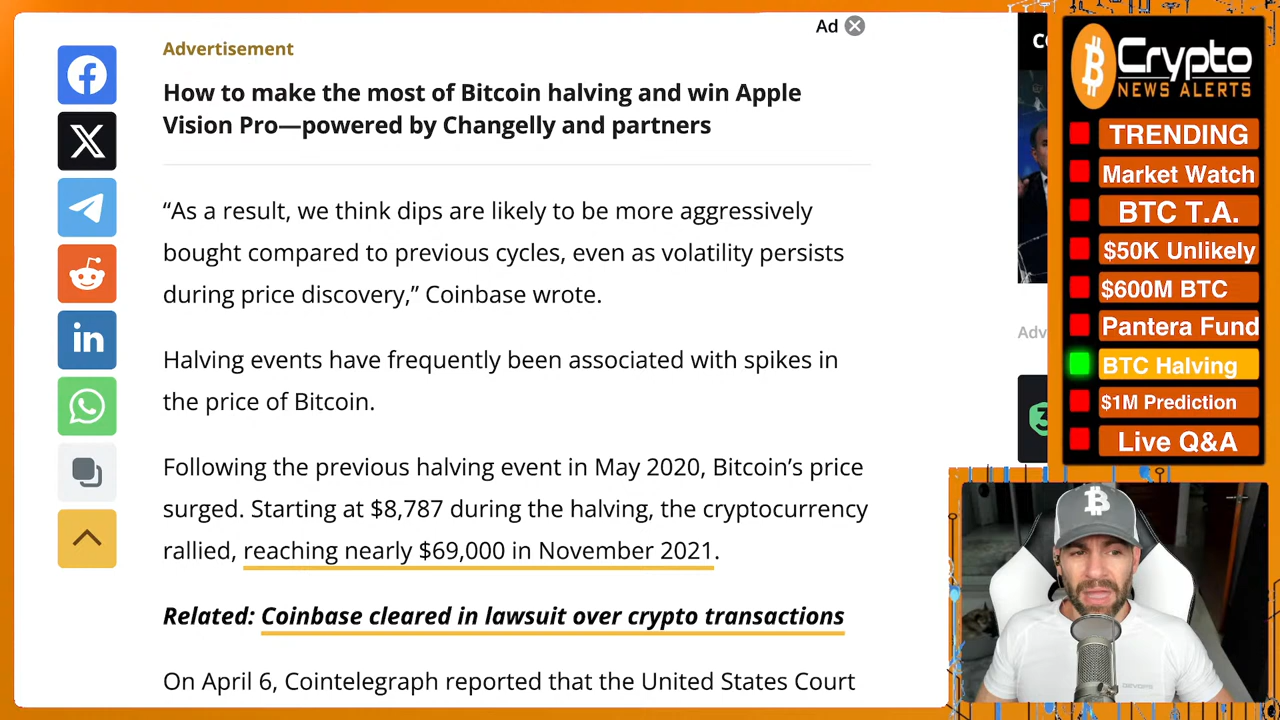 Ad
Advertisement
How to make the most of Bitcoin halving and win Apple
Vision Pro—powered by Changelly and partners
“As a result, we think dips are likely to be more aggressively
bought compared to previous cycles, even as volatility persists
during price discovery,” Coinbase wrote.
Halving events have frequently been associated with spikes in
the price of Bitcoin.
Following the previous halving event in May 2020, Bitcoin’s price
surged. Starting at $8,787 during the halving, the cryptocurrency
rallied, reaching nearly $69,000 in November 2021.
Related: Coinbase cleared in lawsuit over crypto transactions
On April 6, Cointelegraph reported that the United States Court
Crypto
NEWS ALERTS
TRENDING
Market Watch
BTC T.A.
$50K Unlikely
$600M BTC
Pantera Fund
BTC Halving
$1M Prediction
Live Q&A